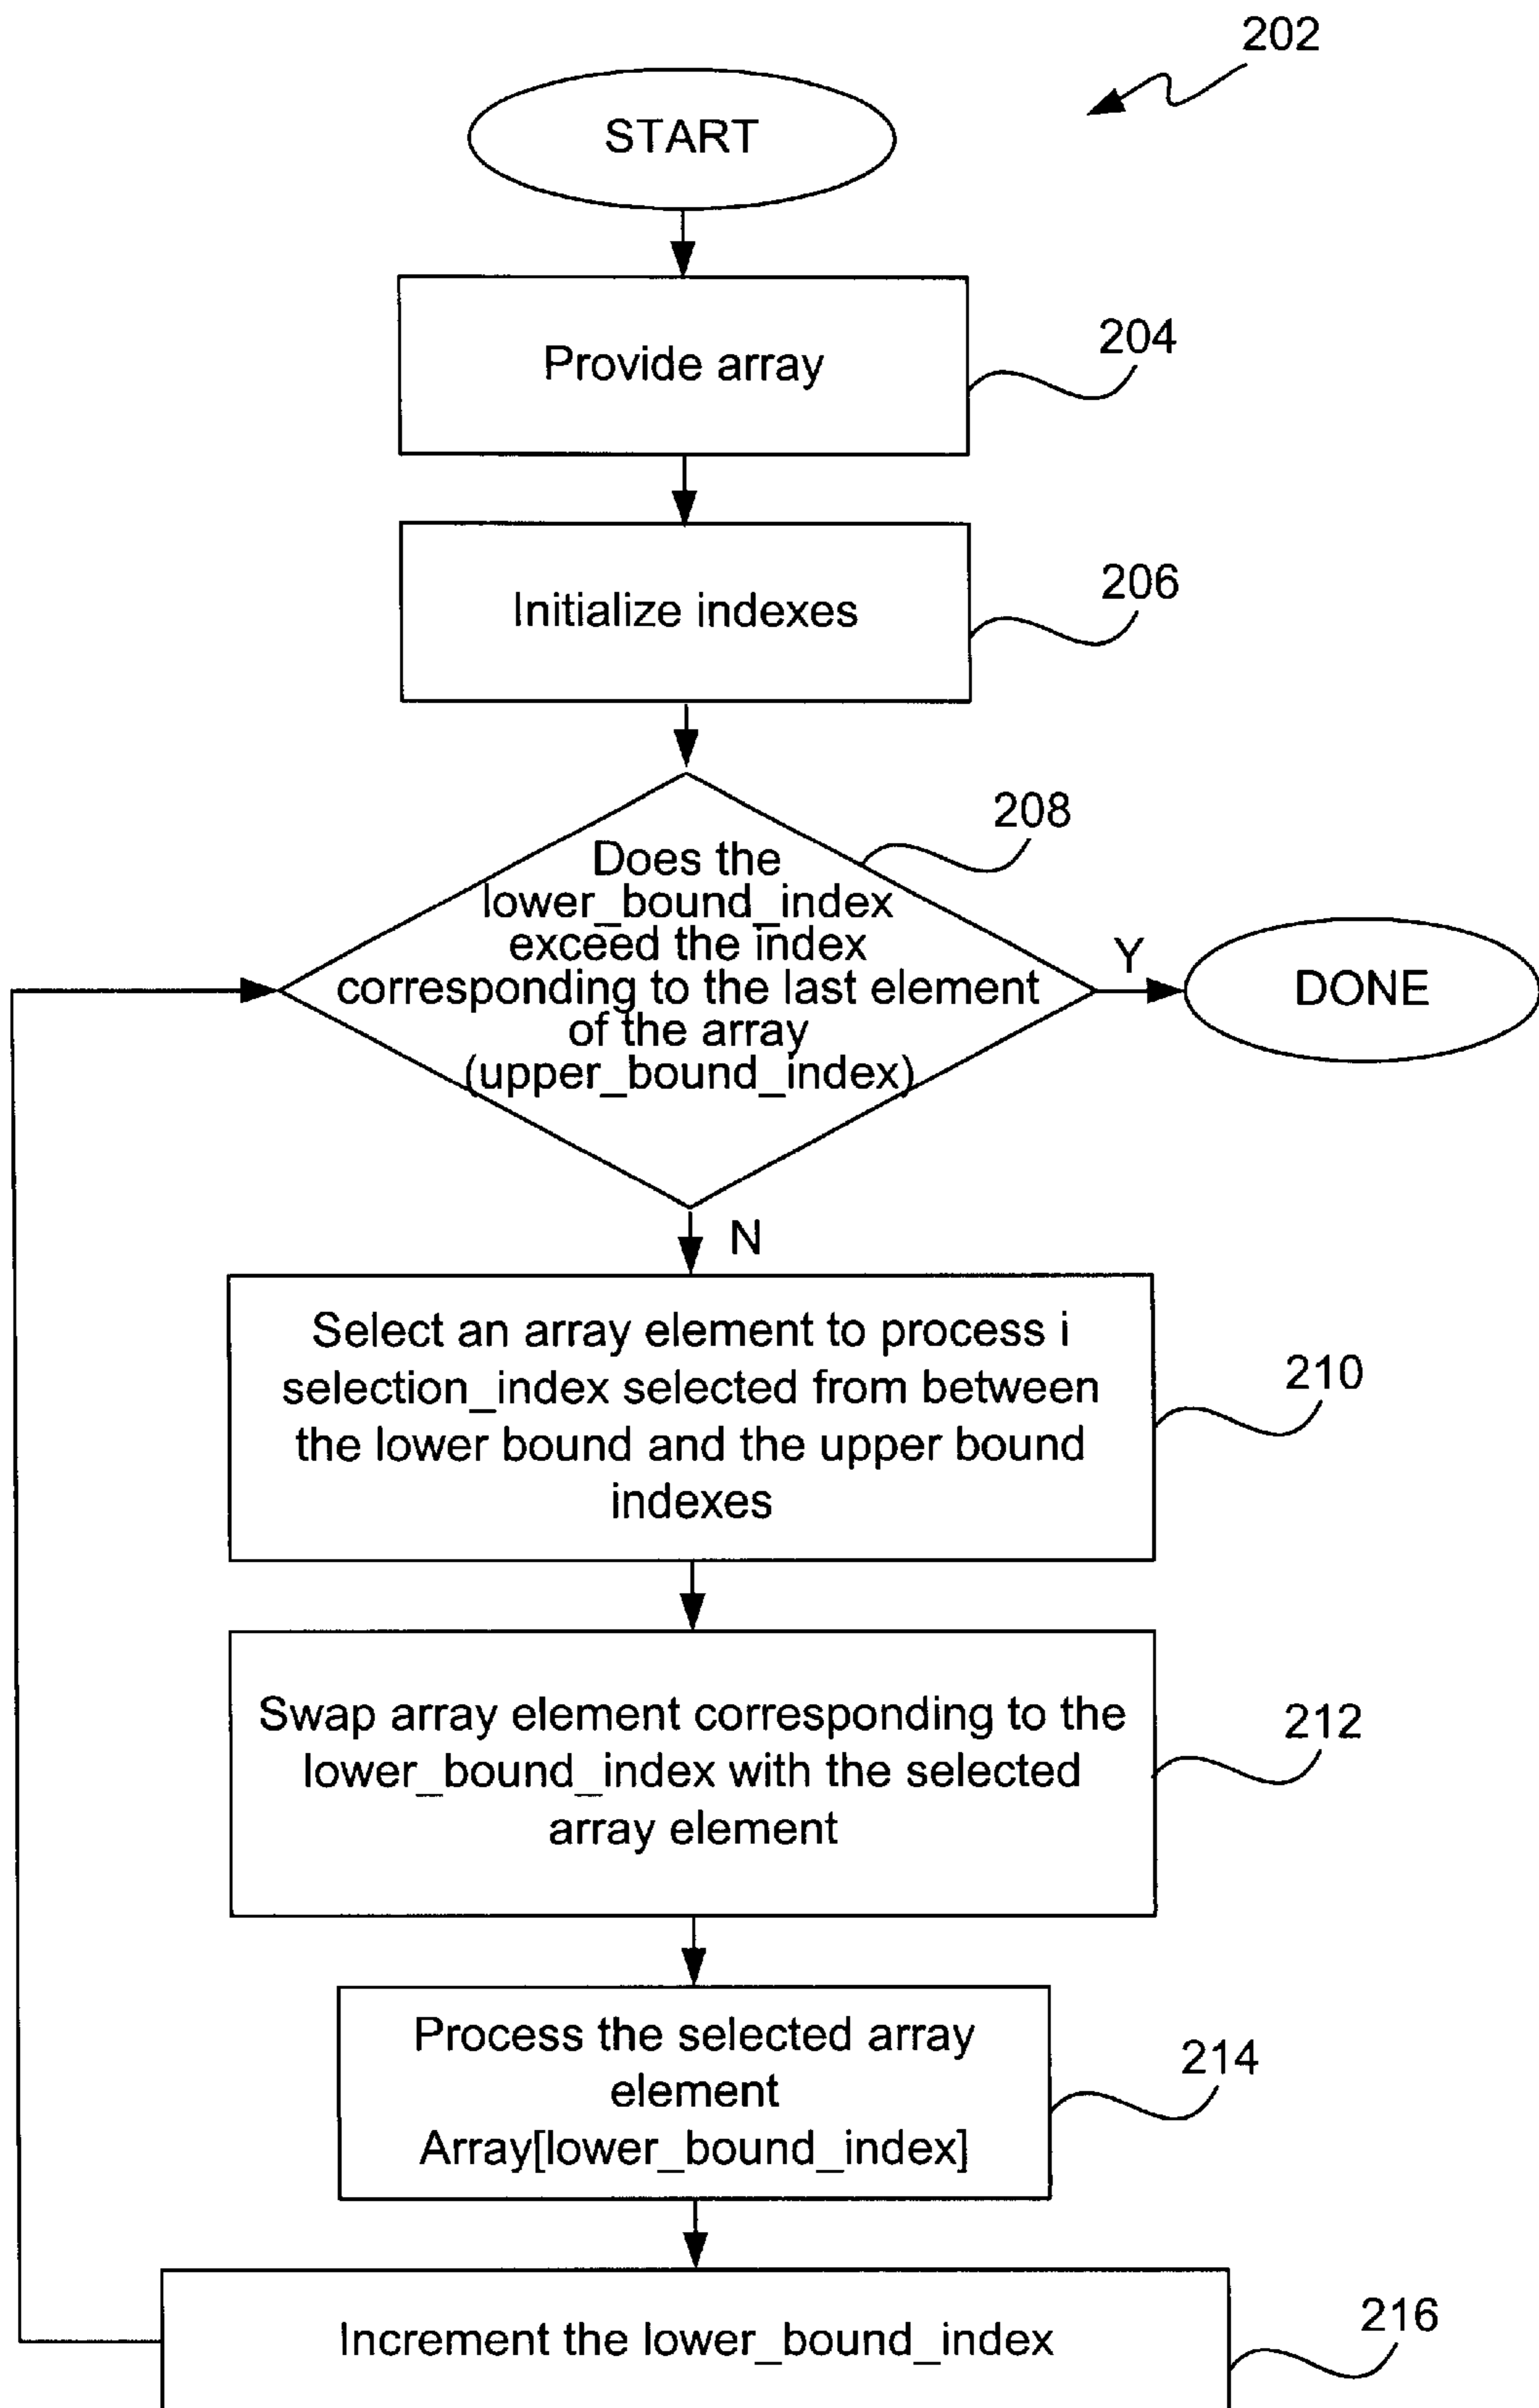 202
START
Provide array
204
Initialize indexes
206
Does the
lower_bound_index
exceed the index
corresponding to the last element
of the array
(upper_bound_index)
208
Y
DONE
N
Select an array element to process i
selection_index selected from between
the lower bound and the upper bound
indexes
210
Swap array element corresponding to the
lower_bound_index with the selected
array element
212
Process the selected array
element
Array[lower_bound_index]
214
Increment the lower_bound_index
216